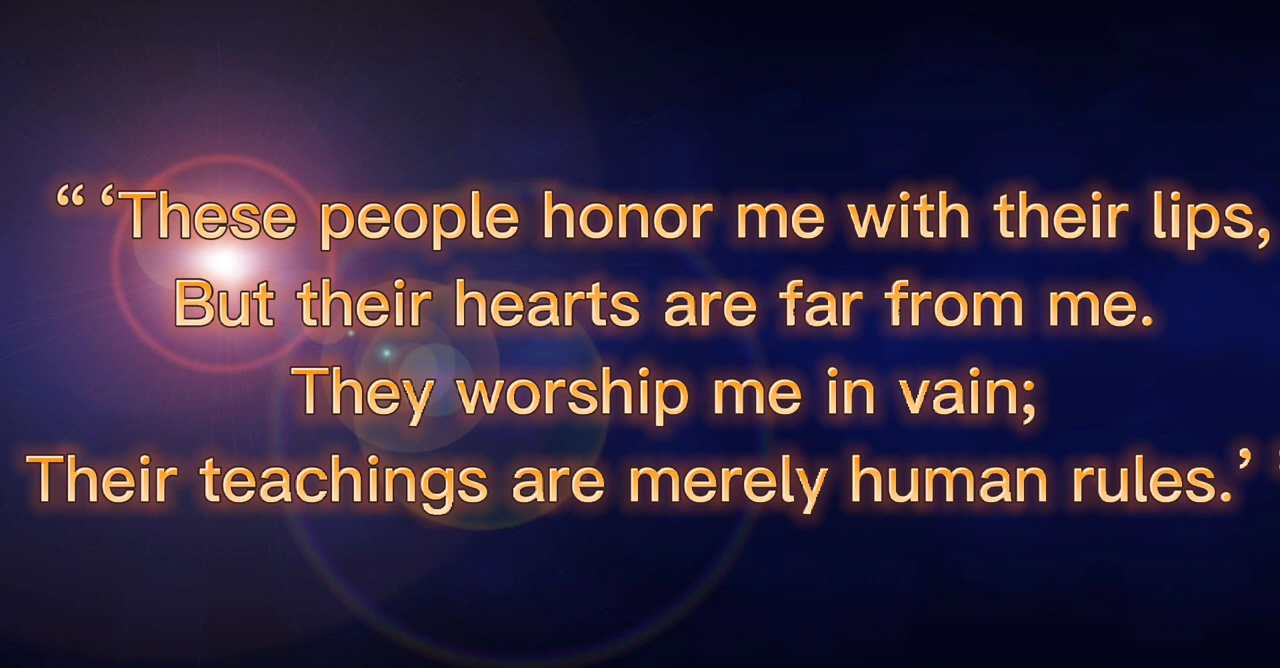 “ ‘These people honor me with their lips,
But their hearts are far from me.
They worship me in vain;
Their teachings are merely human rules.’